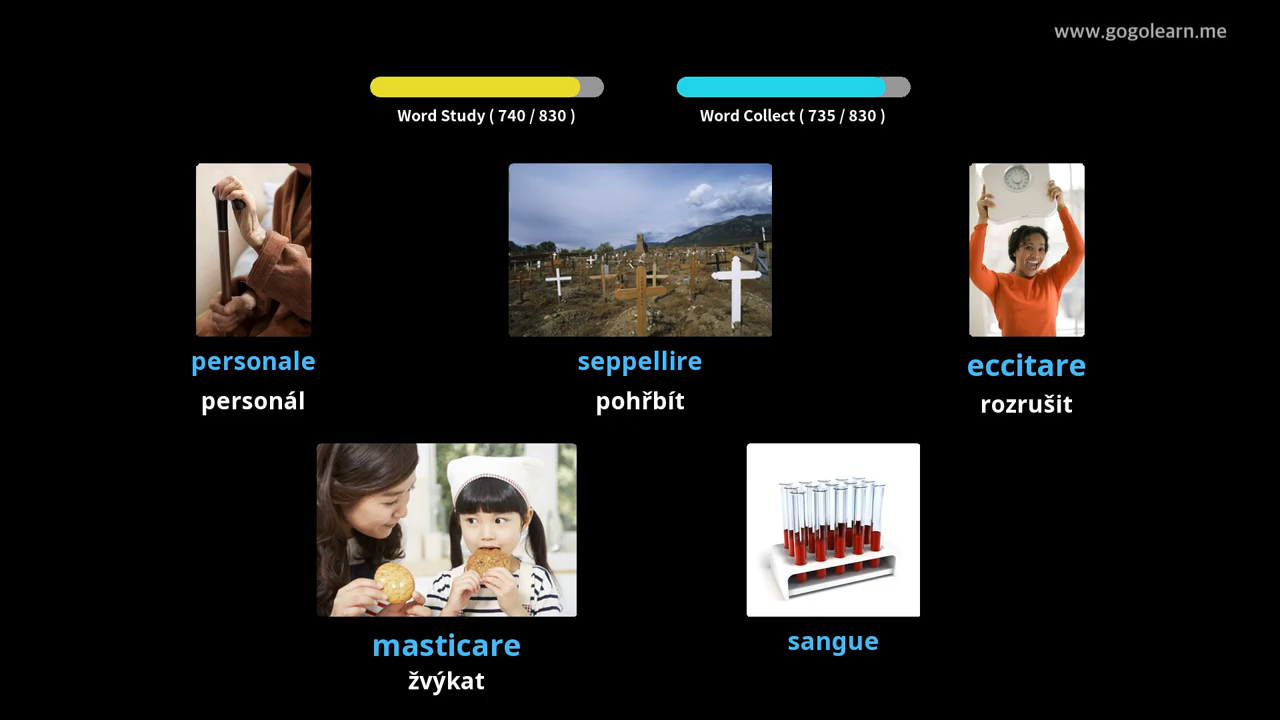 www.gogolearn.me
Word Study ( 740 / 830 )
Word Collect ( 735 / 830 )
personale
personál
seppellire
pohřbít
eccitare
rozrušit
masticare
žvýkat
sangue